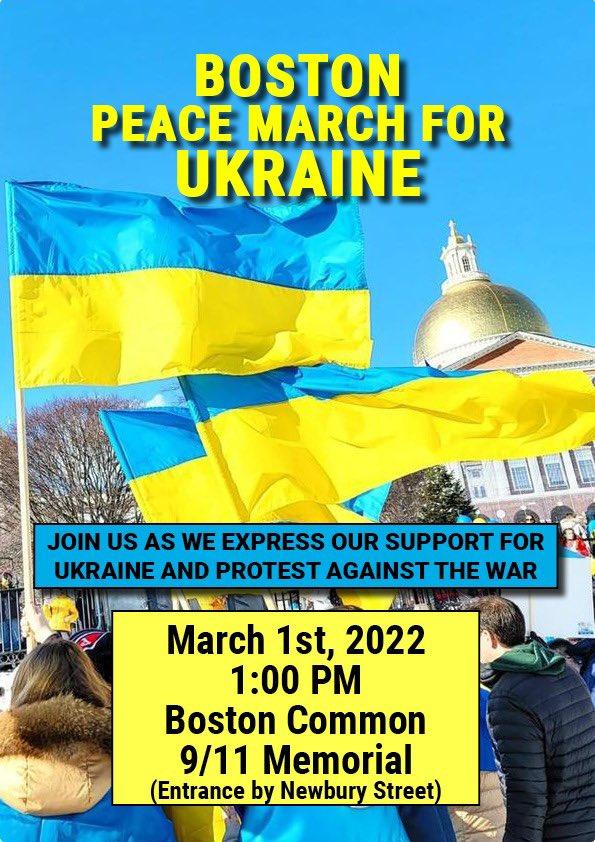 BOSTON
PEACE MARCH FOR
UKRAINE
JOIN US AS WE EXPRESS OUR SUPPORT FOR
UKRAINE AND PROTEST AGAINST THE WAR
March 1st, 2022
1:00 PM
Boston Common
9/11 Memorial
(Entrance by Newbury Street)